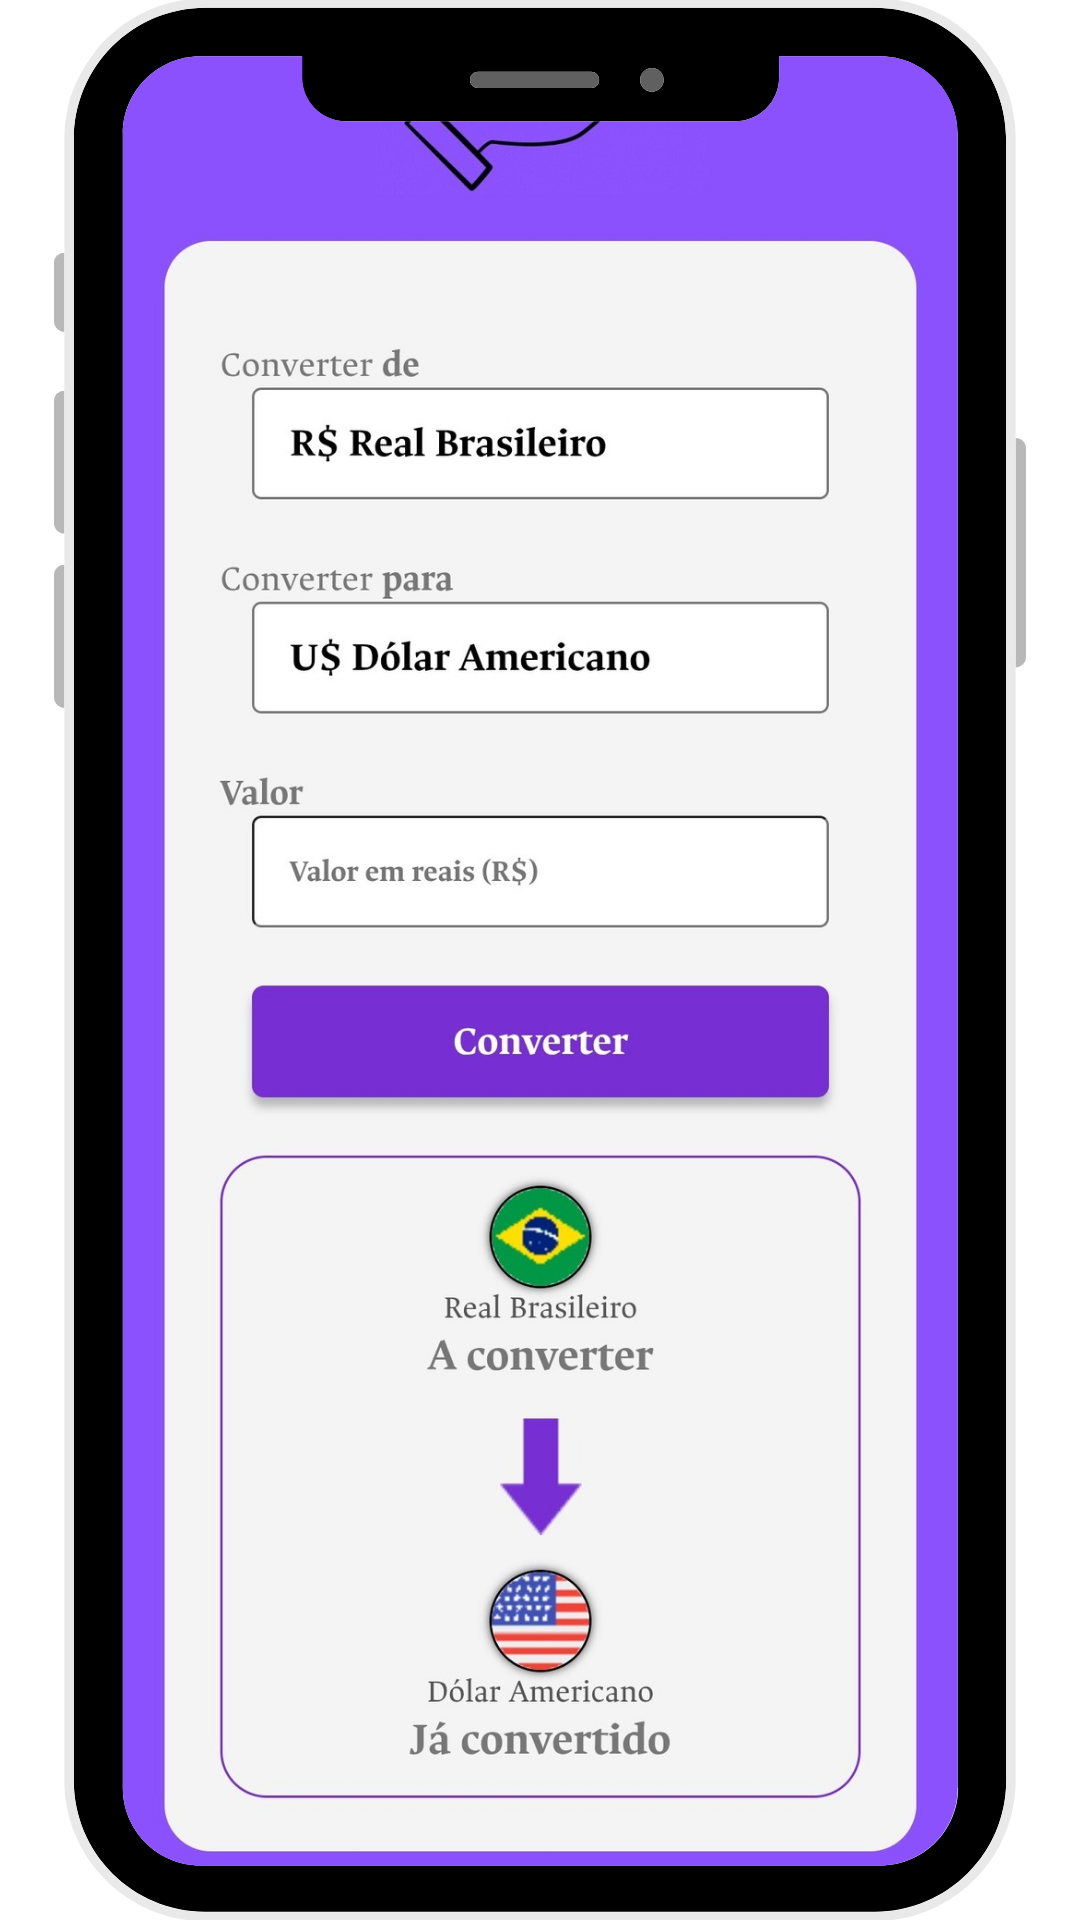 Converter de
R$ Real Brasileiro
Converter para
U$ Dólar Americano
Valor
Valor em reais (R$)
Converter
Real Brasileiro
A converter
Dólar Americano
Já convertido